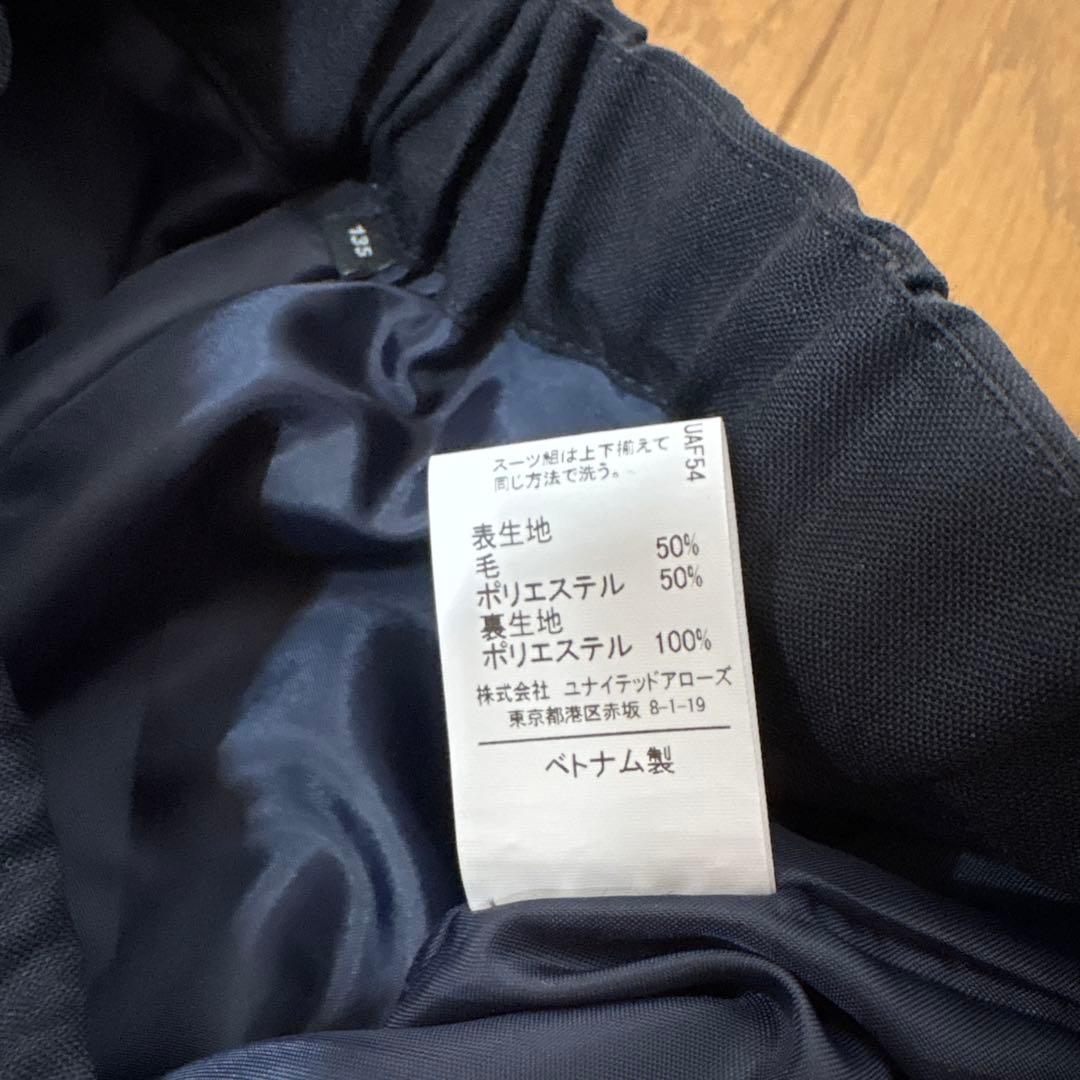 135
UAF54
スーツ組は上下揃えて
同じ方法で洗う。
表生地
毛 50%
ポリエステル 50%
裏生地
ポリエステル 100%
株式会社 ユナイテッドアローズ
東京都港区赤坂 8-1-19
ベトナム製